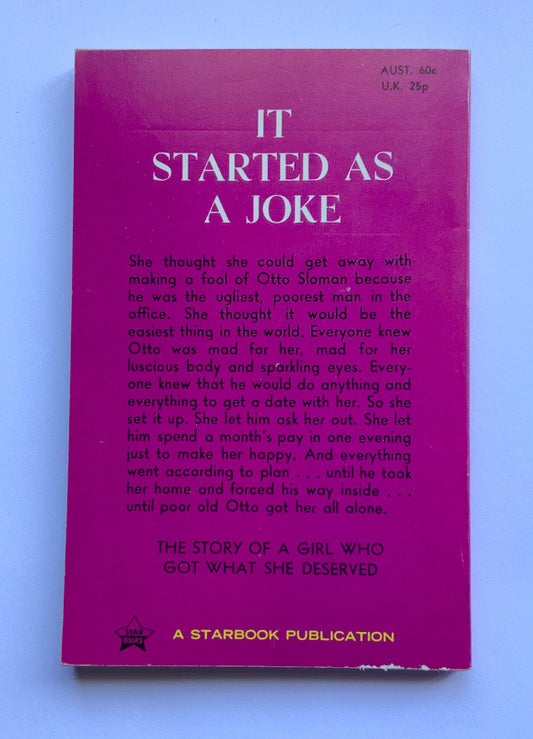 AUST. 60c
U.K. 25p
IT
STARTED AS
A JOKE
She thought she could get away with
making a fool of Otto Sloman because
he was the ugliest, poorest man in the
office. She thought it would be the
easiest thing in the world. Everyone knew
Otto was mad for her, mad for her
luscious body and sparkling eyes. Every-
one knew that he would do anything and
everything to get a date with her. So she
set it up. She let him ask her out. She let
him spend a month's pay in one evening
just to make her happy. And everything
went according to plan . . . until he took
her home and forced his way inside . . .
until poor old Otto got her all alone.
THE STORY OF A GIRL WHO
GOT WHAT SHE DESERVED
STAR
BOOKS
A STARBOOK PUBLICATION